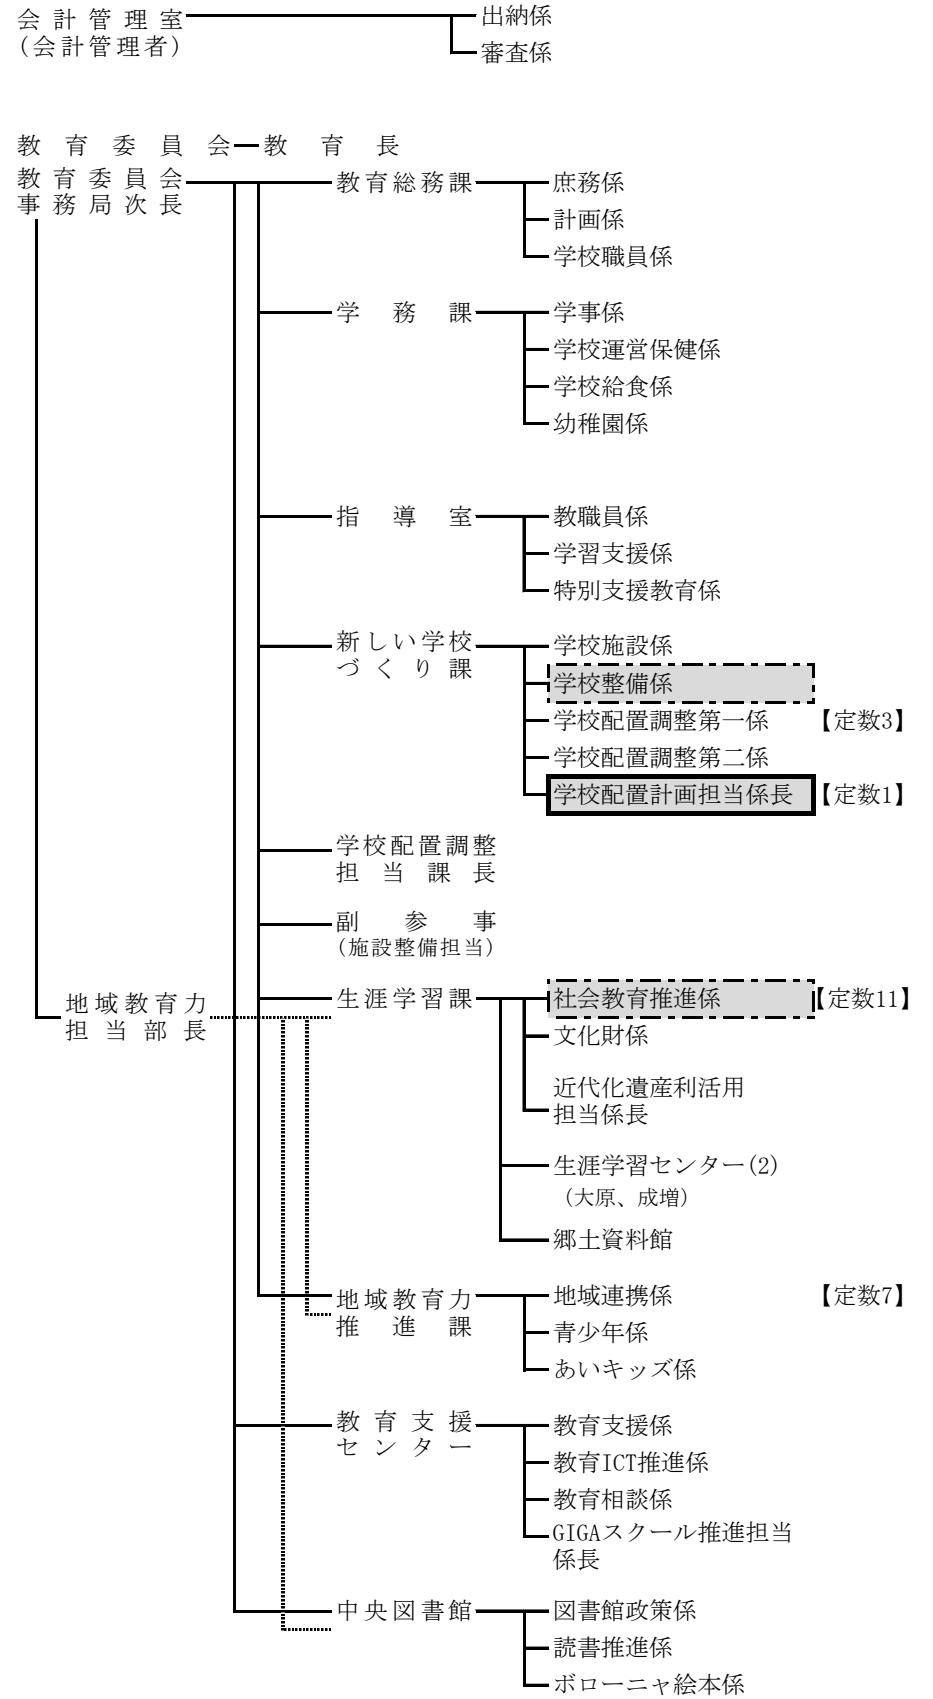 会計管理室
(会計管理者)
出納係
審査係
教育委員会
教育長
教育委員会
事務局次長
教育総務課
庶務係
計画係
学校職員係
学務課
学事係
学校運営保健係
学校給食係
幼稚園係
指導室
教職員係
学習支援係
特別支援教育係
新しい学校
づくり課
学校施設係
学校整備係
学校配置調整第一係 【定数3】
学校配置調整第二係
学校配置計画担当係長 【定数1】
学校配置調整
担当課長
副参事
(施設整備担当)
地域教育力
担当部長
生涯学習課
社会教育推進係 【定数11】
文化財係
近代化遺産利活用
担当係長
生涯学習センター(2)
(大原、成増)
郷土資料館
地域教育力
推進課
地域連携係 【定数7】
青少年係
あいキッズ係
教育支援
センター
教育支援係
教育ICT推進係
教育相談係
GIGAスクール推進担当
係長
中央図書館
図書館政策係
読書推進係
ボローニャ絵本係